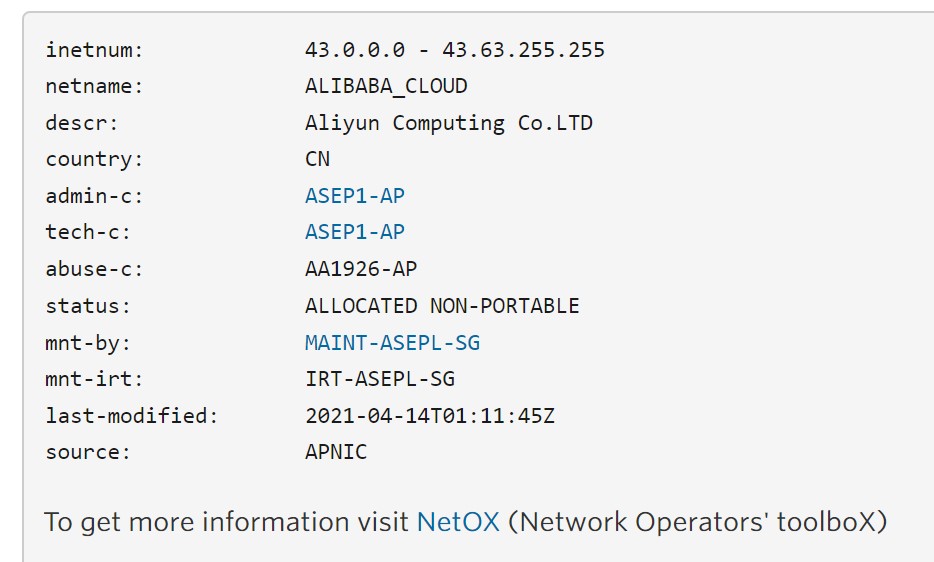 inetnum: 43.0.0.0 - 43.63.255.255
netname: ALIBABA_CLOUD
descr: Aliyun Computing Co.LTD
country: CN
admin-c: ASEP1-AP
tech-c: ASEP1-AP
abuse-c: AA1926-AP
status: ALLOCATED NON-PORTABLE
mnt-by: MAINT-ASEPL-SG
mnt-irt: IRT-ASEPL-SG
last-modified: 2021-04-14T01:11:45Z
source: APNIC
To get more information visit NetOX (Network Operators' toolboX)